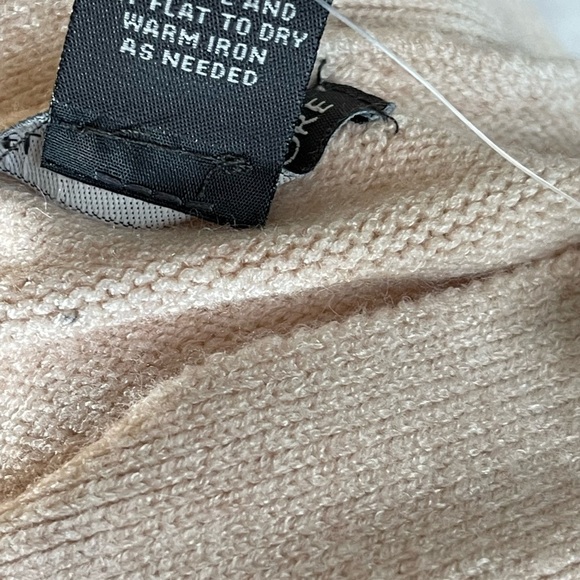 AND
FLAT TO DRY
WARM IRON
AS NEEDED
ORE